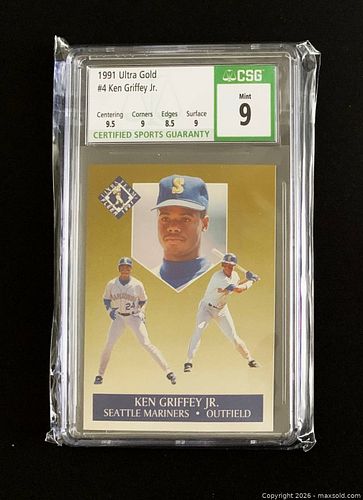 1991 Ultra Gold
#4 Ken Griffey Jr.
Centering Corners Edges Surface
9.5 9 8.5 9
CERTIFIED SPORTS GUARANTY
CSG
Mint
9
S
24
KEN GRIFFEY JR.
SEATTLE MARINERS • OUTFIELD
Copyright 2026 - maxsold.com